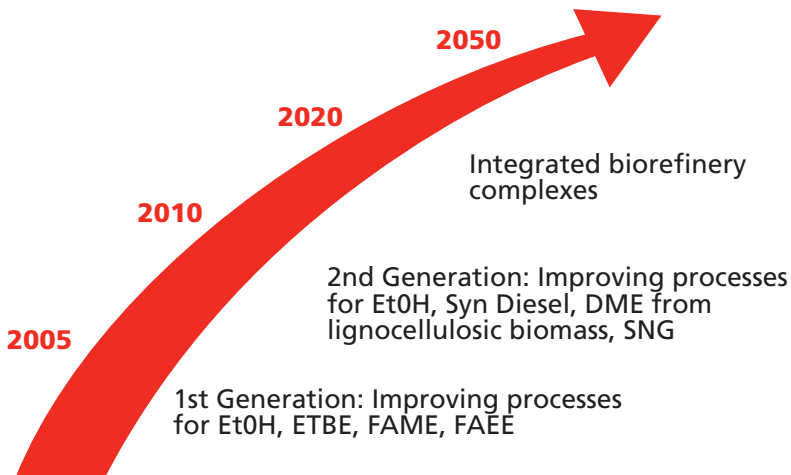 2050
2020
Integrated biorefinery
complexes
2010
2nd Generation: Improving processes
for Et0H, Syn Diesel, DME from
lignocellulosic biomass, SNG
2005
1st Generation: Improving processes
for Et0H, ETBE, FAME, FAEE